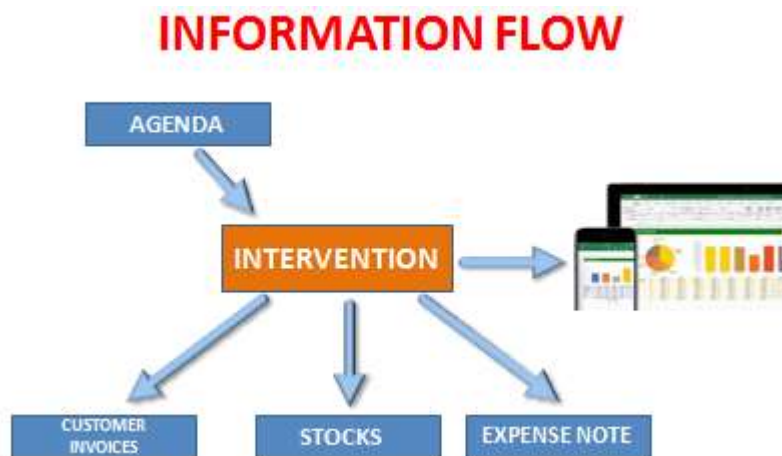 INFORMATION FLOW
AGENDA
INTERVENTION
CUSTOMER
INVOICES
STOCKS
EXPENSE NOTE